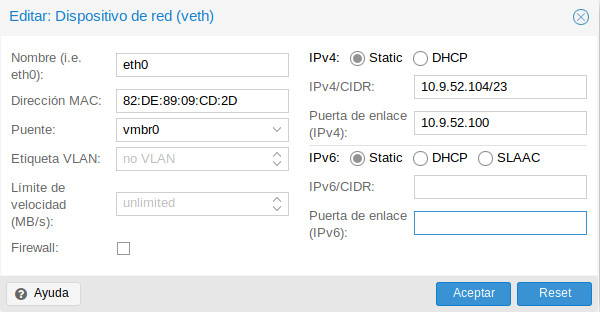 Editar: Dispositivo de red (veth)
Nombre (i.e.
eth0):
eth0
Dirección MAC:
82:DE:89:09:CD:2D
Puente:
vmbr0
Etiqueta VLAN:
no VLAN
Límite de
velocidad
(MB/s):
unlimited
Firewall:
IPv4: Static DHCP
IPv4/CIDR:
10.9.52.104/23
Puerta de enlace
(IPv4):
10.9.52.100
IPv6: Static DHCP SLAAC
IPv6/CIDR:
Puerta de enlace
(IPv6):
Ayuda
Aceptar
Reset